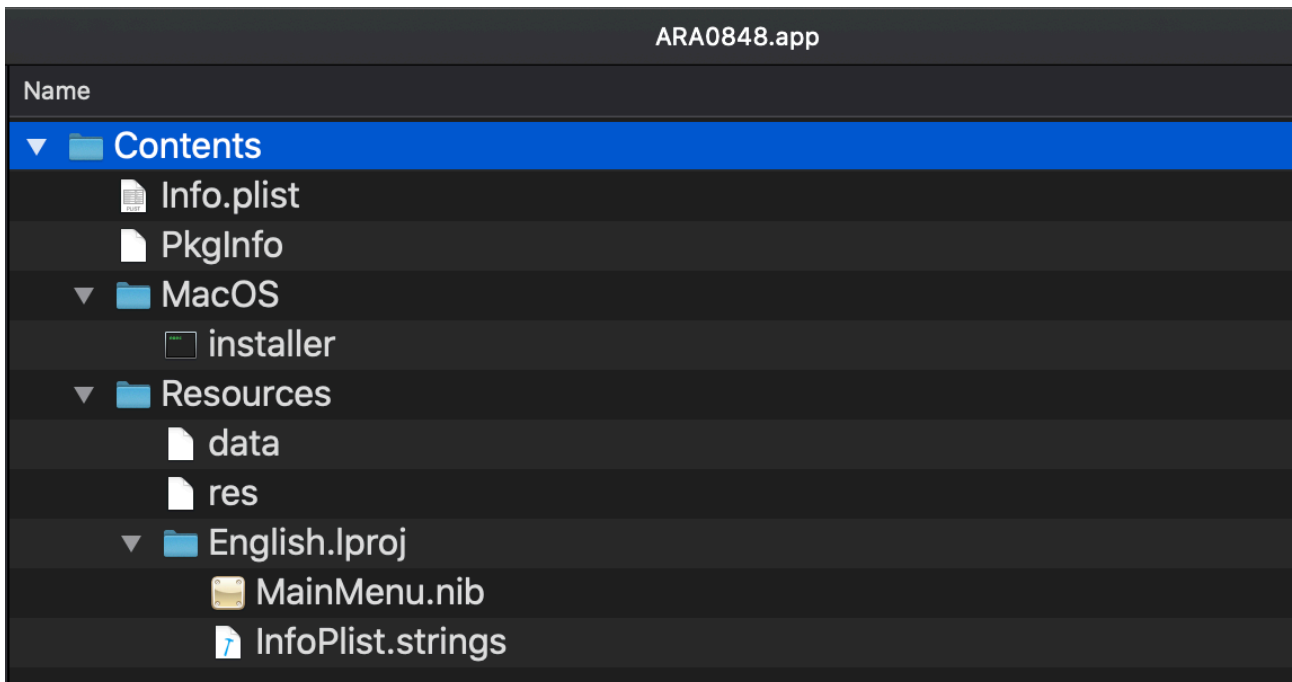 ARA0848.app
Name
Contents
Info.plist
PkgInfo
MacOS
installer
Resources
data
res
English.lproj
MainMenu.nib
InfoPlist.strings